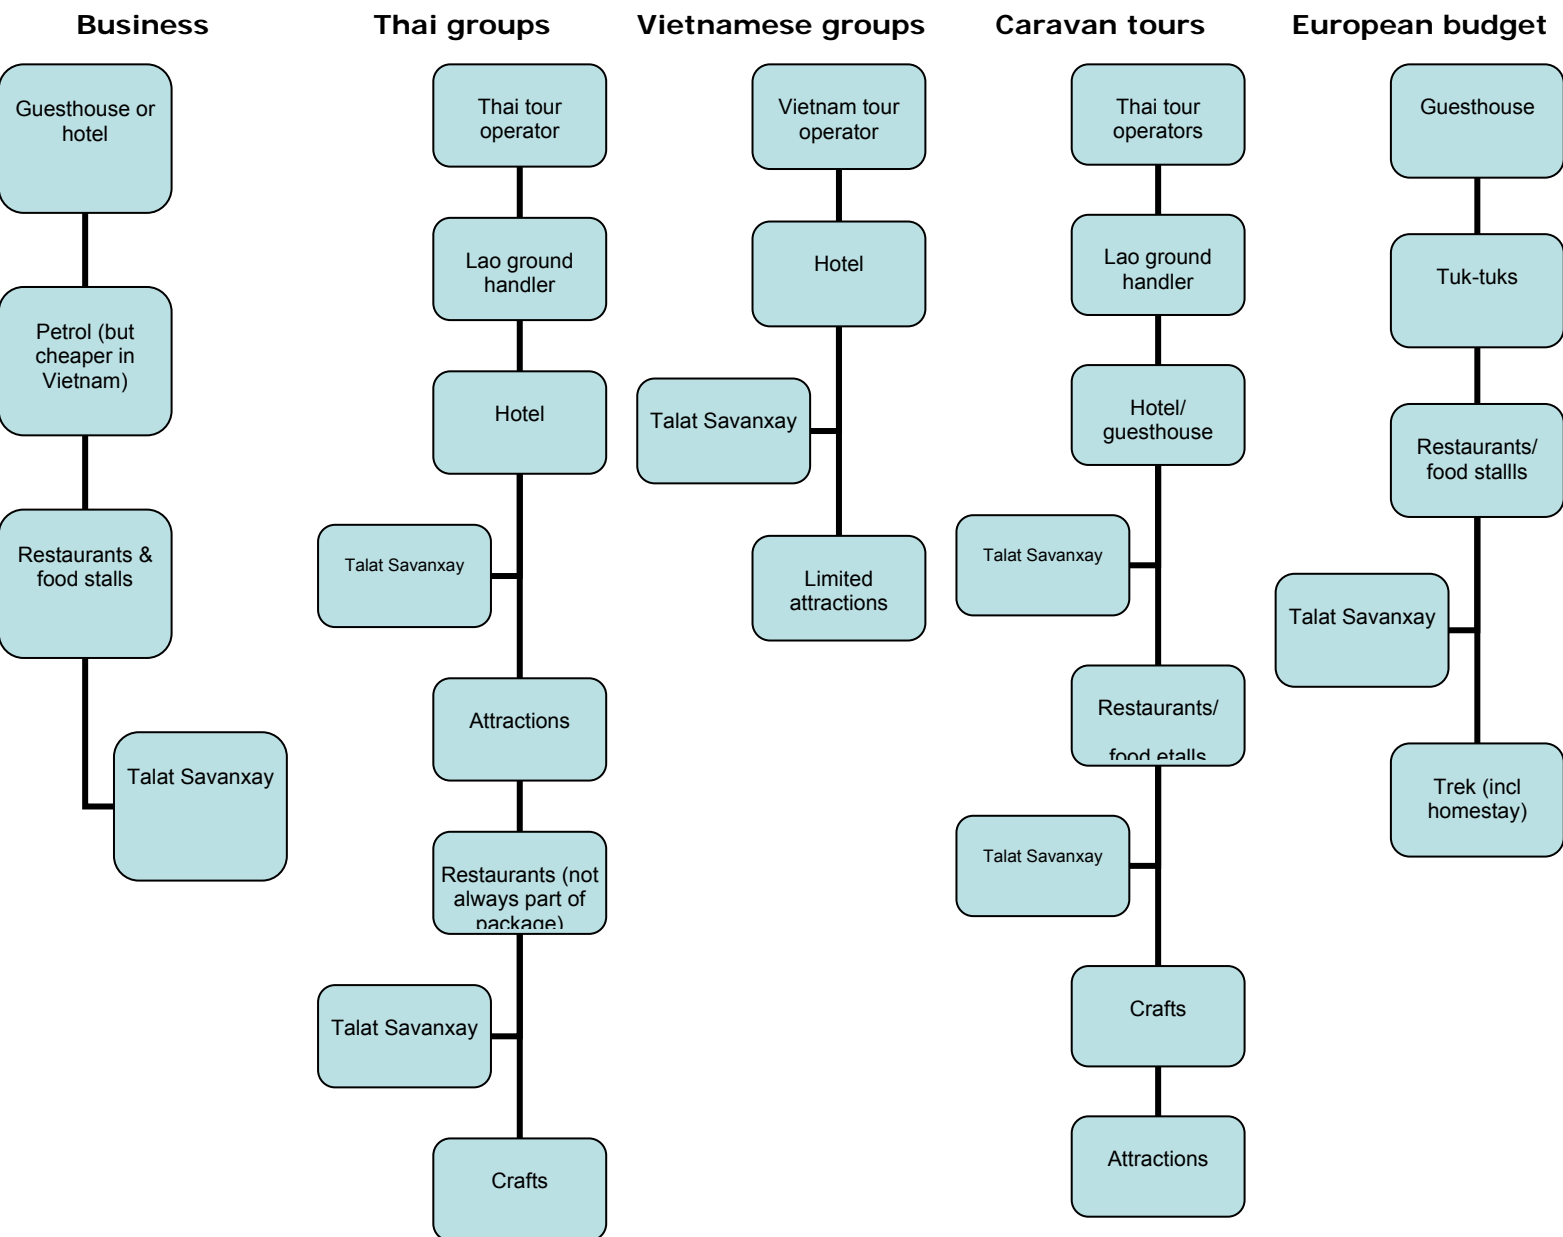 Business
Guesthouse or
hotel
Petrol (but
cheaper in
Vietnam)
Restaurants &
food stalls
Talat Savanxay
Thai groups
Thai tour
operator
Lao ground
handler
Hotel
Talat Savanxay
Attractions
Restaurants (not
always part of
package)
Talat Savanxay
Crafts
Vietnamese groups
Vietnam tour
operator
Hotel
Talat Savanxay
Limited
attractions
Caravan tours
Thai tour
operators
Lao ground
handler
Hotel/
guesthouse
Talat Savanxay
Restaurants/
food stalls
Talat Savanxay
Crafts
Attractions
European budget
Guesthouse
Tuk-tuks
Restaurants/
food stallls
Talat Savanxay
Trek (incl
homestay)